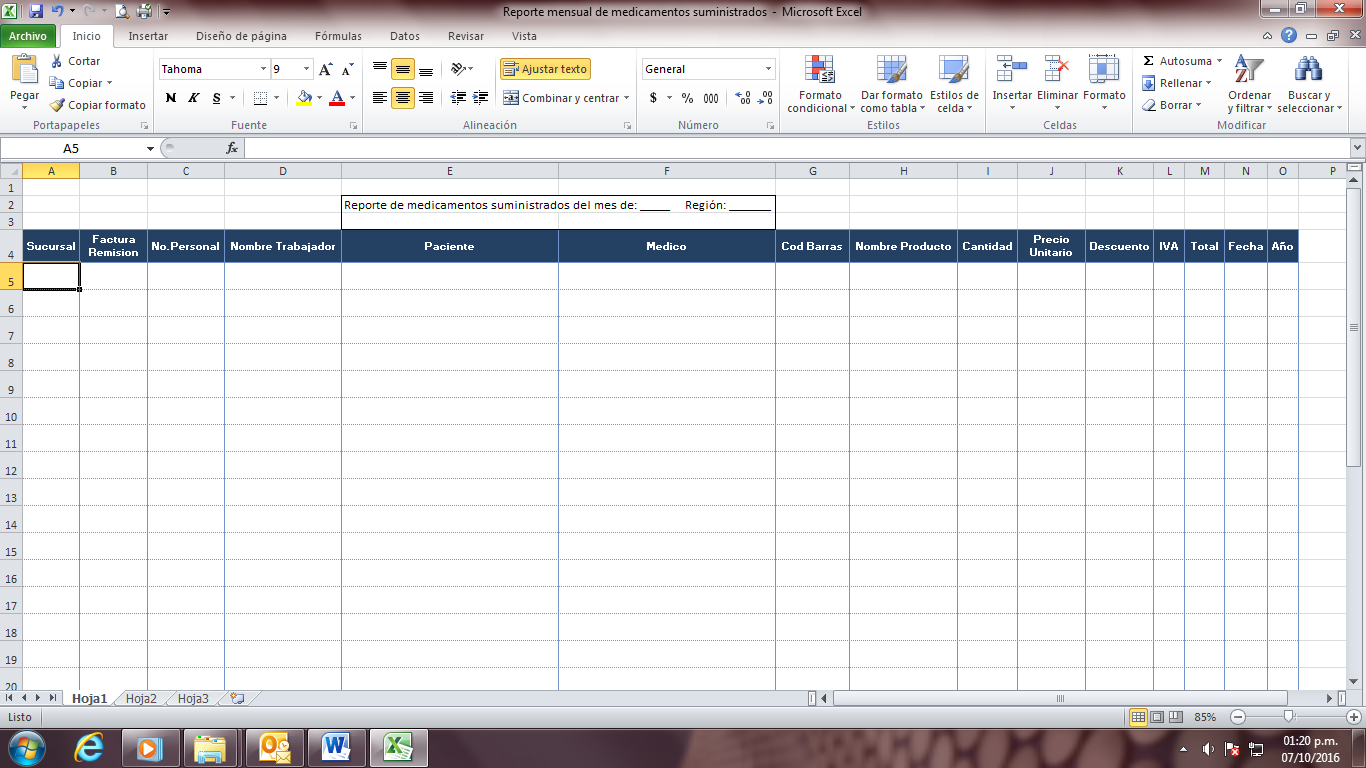 Reporte mensual de medicamentos suministrados - Microsoft Excel
Archivo Inicio Insertar Diseño de página Fórmulas Datos Revisar Vista
Pegar
Cortar
Copiar
Copiar formato
Portapapeles
Tahoma 9
N K S
Fuente
Ajustar texto
Combinar y centrar
Alineación
General
$ % 000
Número
Formato condicional
Dar formato como tabla
Estilos de celda
Estilos
Insertar Eliminar Formato
Celdas
Autosuma
Rellenar
Borrar
Ordenar y filtrar
Buscar y seleccionar
Modificar
A5 fx
A B C D E F G H I J K L M N O P
1
2 Reporte de medicamentos suministrados del mes de: _____ Región: _______
3
4 Sucursal Factura Remision No.Personal Nombre Trabajador Paciente Medico Cod Barras Nombre Producto Cantidad Precio Unitario Descuento IVA Total Fecha Año
5
6
7
8
9
10
11
12
13
14
15
16
17
18
19
20
Hoja1 Hoja2 Hoja3
Listo 85%
01:20 p.m.
07/10/2016